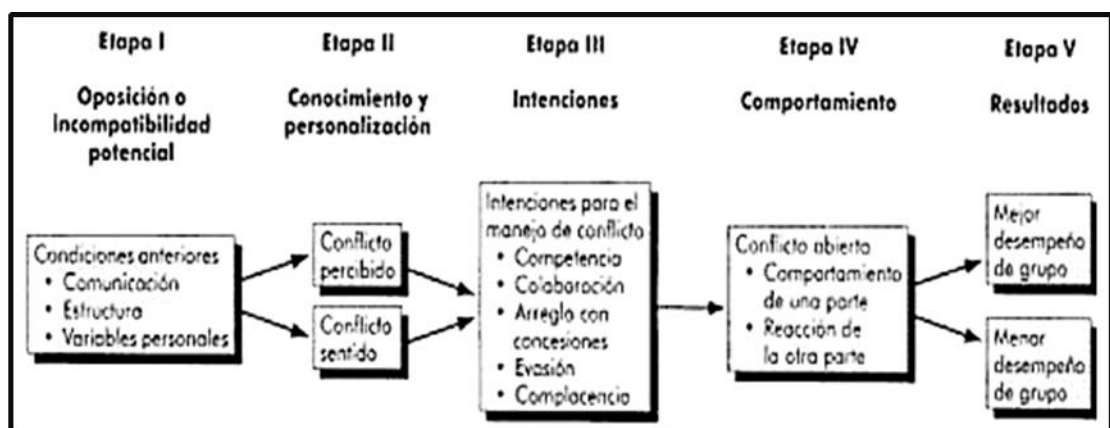 Etapa I
Oposición o
incompatibilidad
potencial
Condiciones anteriores
• Comunicación
• Estructura
• Variables personales
Etapa II
Conocimiento y
personalización
Conflicto
percibido
Conflicto
sentido
Etapa III
Intenciones
Intenciones para el
manejo de conflicto
• Competencia
• Colaboración
• Arreglo con
concesiones
• Evasión
• Complacencia
Etapa IV
Comportamiento
Conflicto abierto
• Comportamiento
de una parte
• Reacción de
la otra parte
Etapa V
Resultados
Mejor
desempeño
de grupo
Menor
desempeño
de grupo